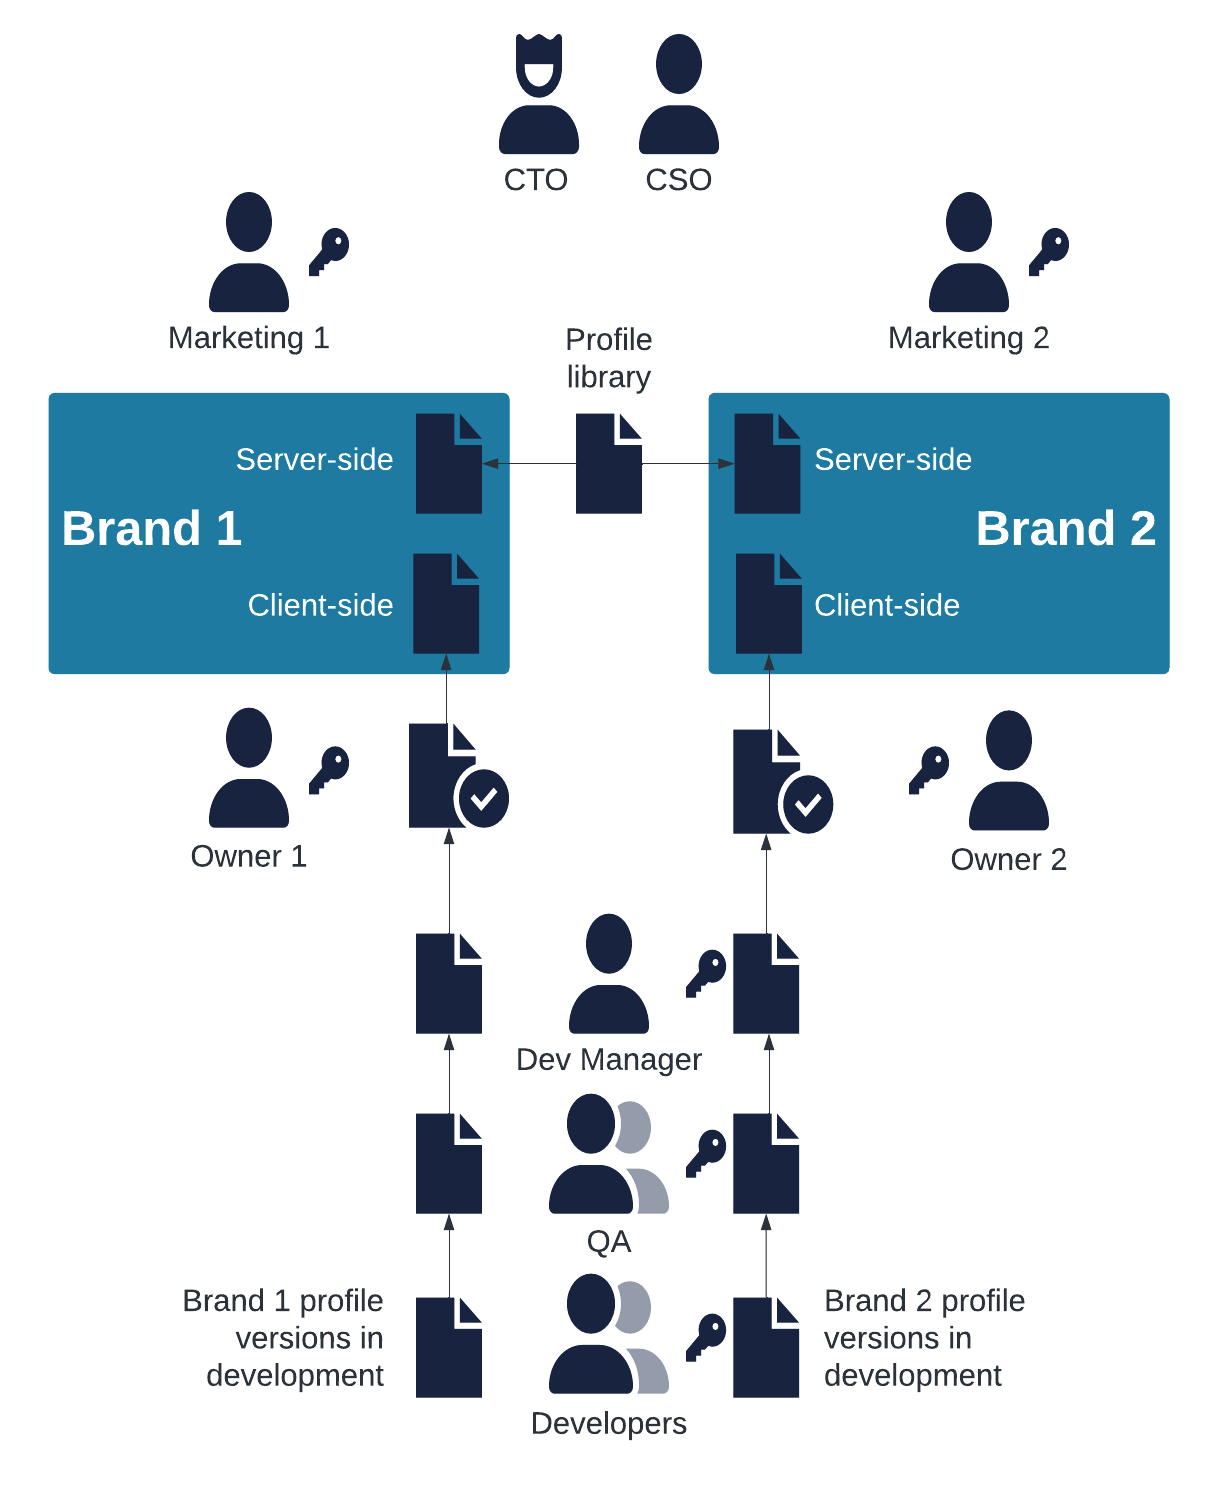 CTO
CSO
Marketing 1
Marketing 2
Profile
library
Server-side
Brand 1
Client-side
Server-side
Brand 2
Client-side
Owner 1
Owner 2
Dev Manager
QA
Brand 1 profile
versions in
development
Brand 2 profile
versions in
development
Developers